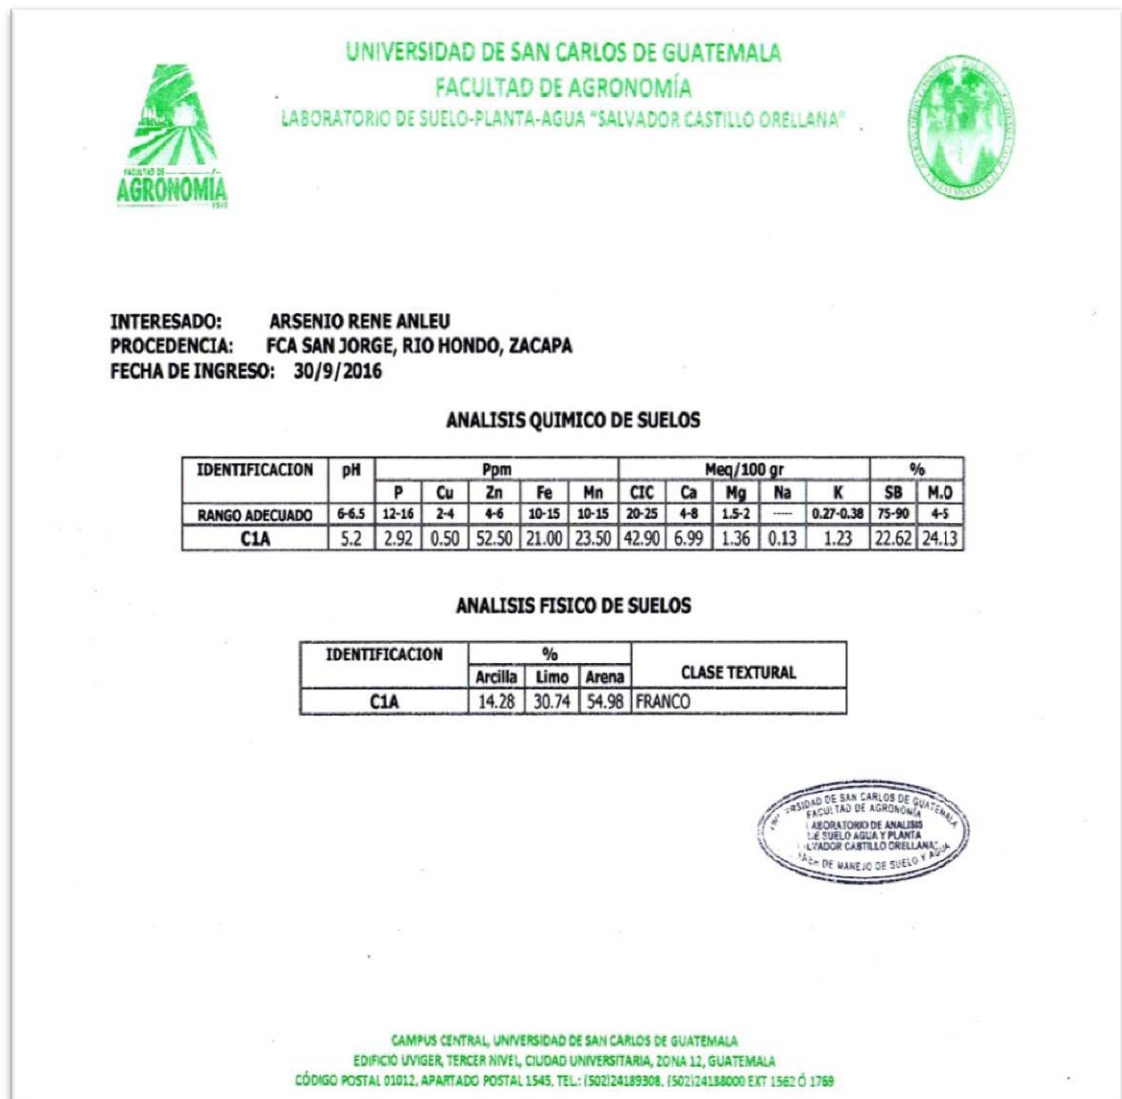 UNIVERSIDAD DE SAN CARLOS DE GUATEMALA
FACULTAD DE AGRONOMÍA
LABORATORIO DE SUELO-PLANTA-AGUA "SALVADOR CASTILLO ORELLANA"
FACULTAD DE
AGRONOMÍA
INTERESADO: ARSENIO RENE ANLEU
PROCEDENCIA: FCA SAN JORGE, RIO HONDO, ZACAPA
FECHA DE INGRESO: 30/9/2016
ANALISIS QUIMICO DE SUELOS
IDENTIFICACION pH Ppm Meq/100 gr %
P Cu Zn Fe Mn CIC Ca Mg Na K SB M.O
RANGO ADECUADO 6-6.5 12-16 2-4 4-6 10-15 10-15 20-25 4-8 1.5-2 ----- 0.27-0.38 75-90 4-5
C1A 5.2 2.92 0.50 52.50 21.00 23.50 42.90 6.99 1.36 0.13 1.23 22.62 24.13
ANALISIS FISICO DE SUELOS
IDENTIFICACION % CLASE TEXTURAL
Arcilla Limo Arena
C1A 14.28 30.74 54.98 FRANCO
RSIDAD DE SAN CARLOS DE GUATEMALA
FACULTAD DE AGRONOMÍA
LABORATORIO DE ANALISIS
DE SUELO AGUA Y PLANTA
LVADOR CASTILLO ORELLANA"
DE MANEJO DE SUELO Y AGUA
CAMPUS CENTRAL, UNIVERSIDAD DE SAN CARLOS DE GUATEMALA
EDIFICIO UVIGER, TERCER NIVEL, CIUDAD UNIVERSITARIA, ZONA 12, GUATEMALA
CÓDIGO POSTAL 01012, APARTADO POSTAL 1545, TEL.: (502)24189308, (502)24188000 EXT 1562 Ó 1769